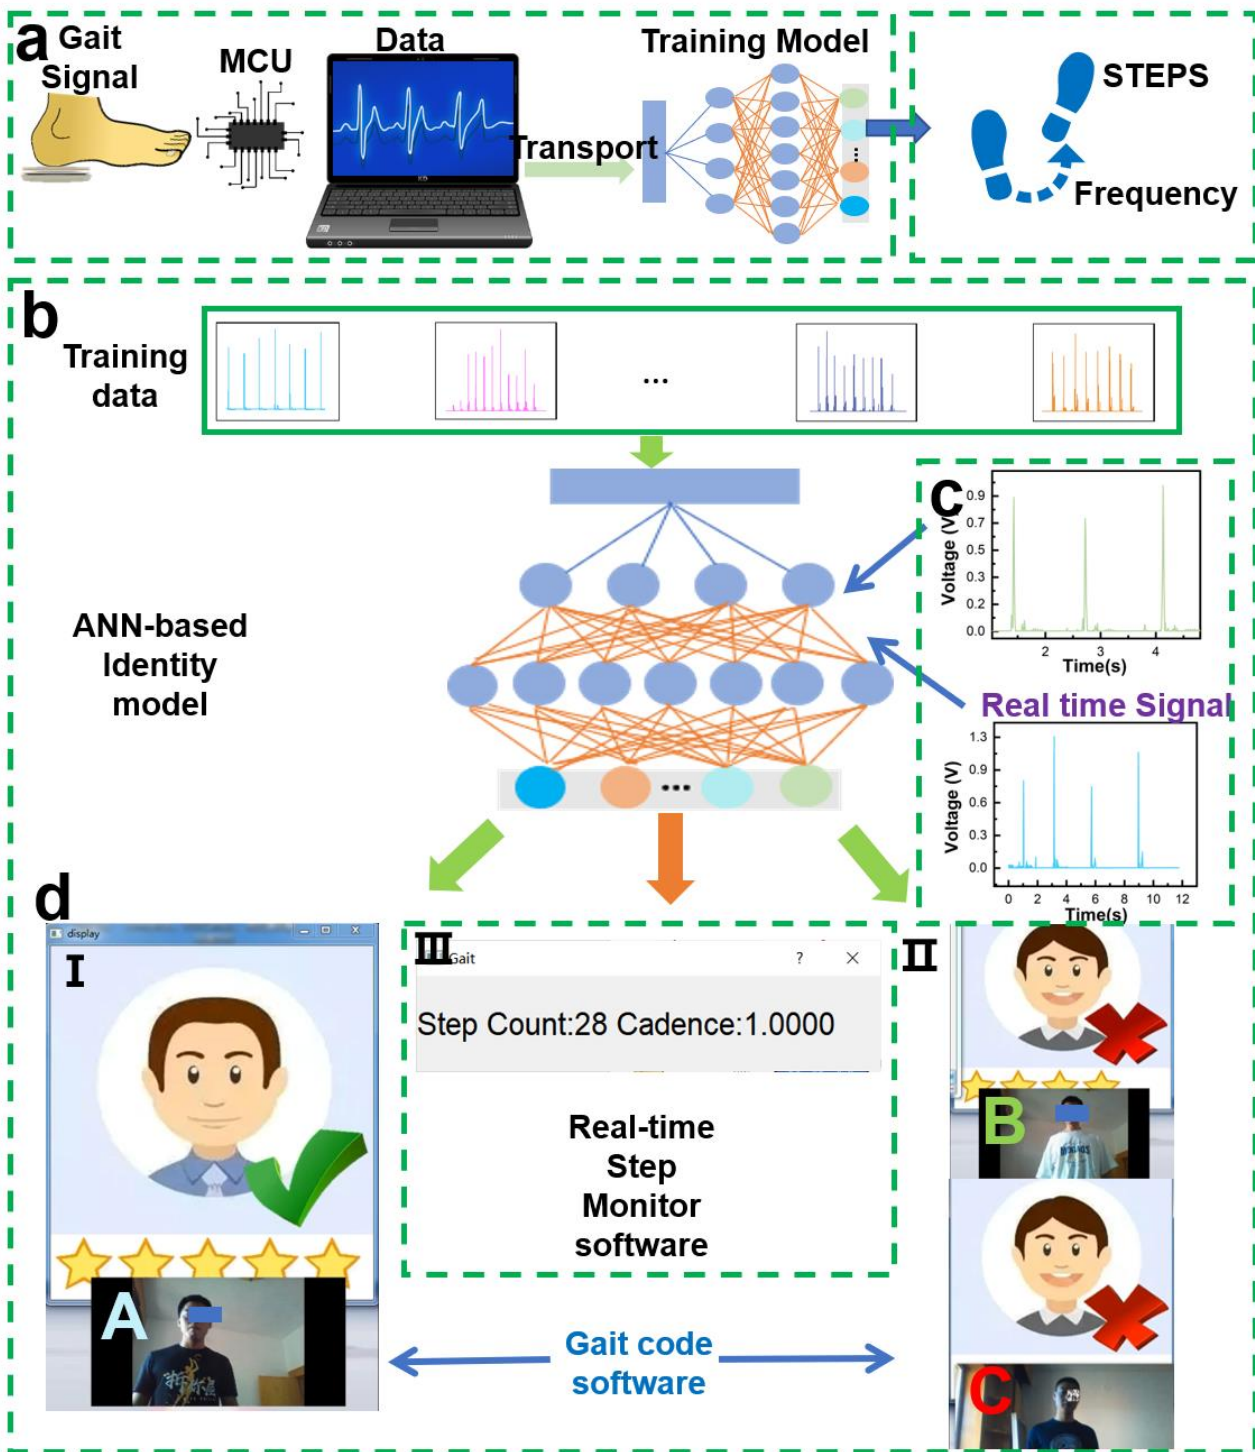 a
Gait
Signal
MCU
Data
Transport
Training Model
...
STEPS
Frequency
b
Training
data
...
ANN-based
Identity
model
...
c
Voltage (V)
0.9
0.7
0.5
0.3
0.2
0.0
2 3 4
Time(s)
Real time Signal
Voltage (V)
1.3
0.9
0.6
0.3
0.0
0 2 4 6 8 10 12
Time(s)
d
display
I
A
III
Gait ?
Step Count:28 Cadence:1.0000
Real-time
Step
Monitor
software
Gait code
software
II
B
C